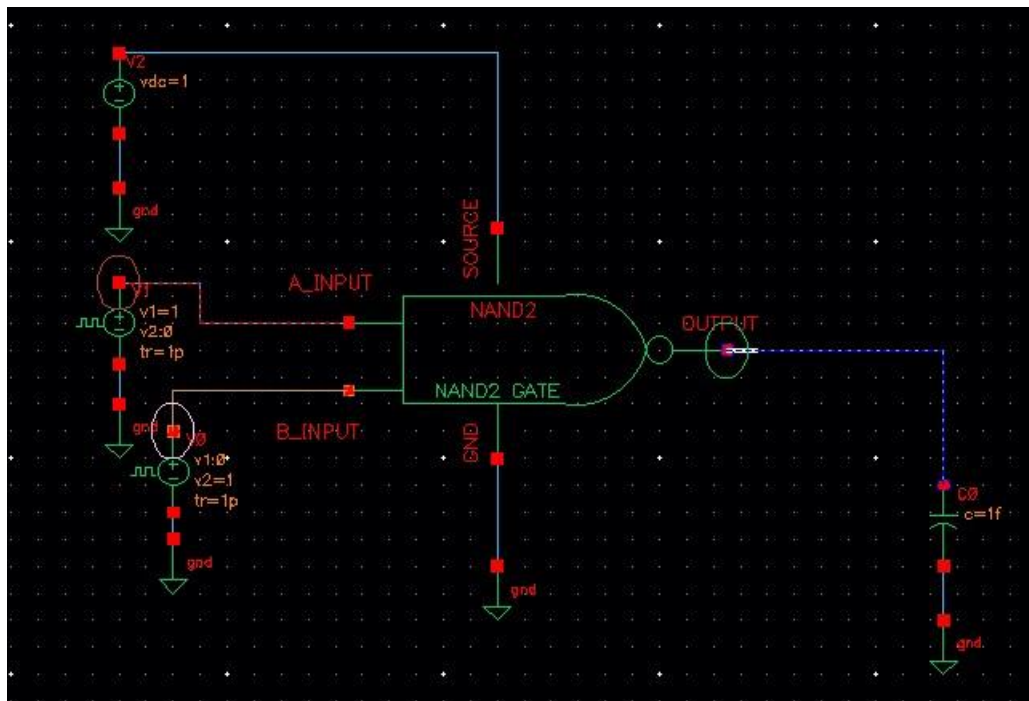 V2
vdc=1
gnd
SOURCE
V1
v1=1
v2:0
tr=1p
gnd
A_INPUT
NAND2
OUTPUT
NAND2 GATE
B_INPUT
V0
v1:0
v2=1
tr=1p
gnd
GND
gnd
C0
c=1f
gnd